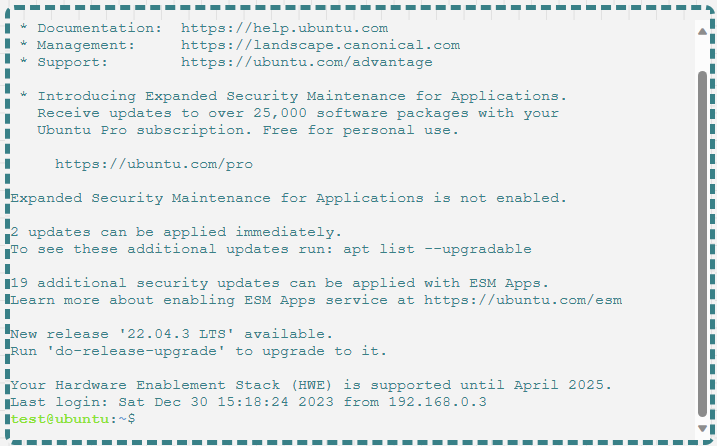 * Documentation:  https://help.ubuntu.com
* Management:     https://landscape.canonical.com
* Support:        https://ubuntu.com/advantage
* Introducing Expanded Security Maintenance for Applications.
Receive updates to over 25,000 software packages with your
Ubuntu Pro subscription. Free for personal use.
https://ubuntu.com/pro
Expanded Security Maintenance for Applications is not enabled.
2 updates can be applied immediately.
To see these additional updates run: apt list --upgradable
19 additional security updates can be applied with ESM Apps.
Learn more about enabling ESM Apps service at https://ubuntu.com/esm
New release '22.04.3 LTS' available.
Run 'do-release-upgrade' to upgrade to it.
Your Hardware Enablement Stack (HWE) is supported until April 2025.
Last login: Sat Dec 30 15:18:24 2023 from 192.168.0.3
test@ubuntu:~$